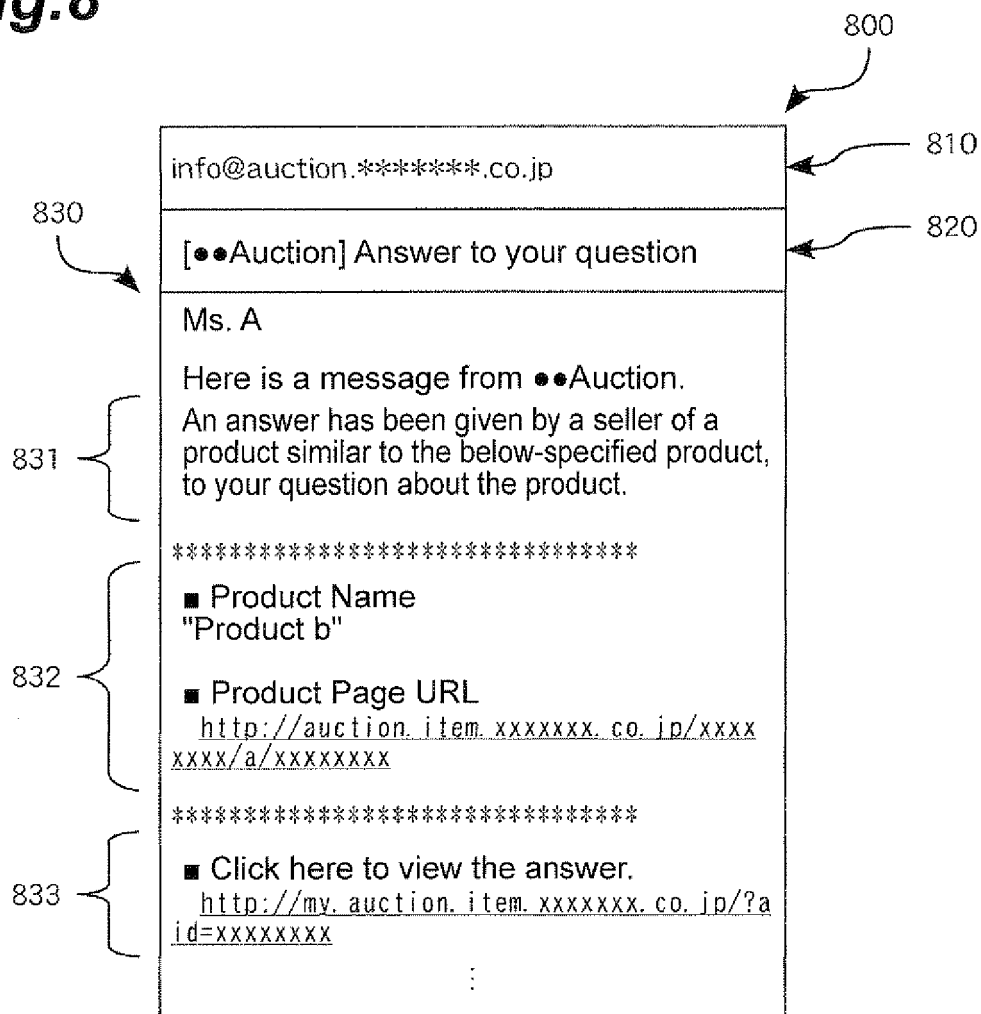 ig.8
800
info@auction.*******.co.jp
810
830
[●●Auction] Answer to your question
820
Ms. A
Here is a message from ●●Auction.
An answer has been given by a seller of a
product similar to the below-specified product,
831
to your question about the product.
********************************
■ Product Name
"Product b"
832
■ Product Page URL
http://auction.item.xxxxxxx.co.jp/xxxx
xxxx/a/xxxxxxxx
********************************
■ Click here to view the answer.
833
http://my.auction.item.xxxxxxx.co.jp/?a
id=xxxxxxxx
⋮